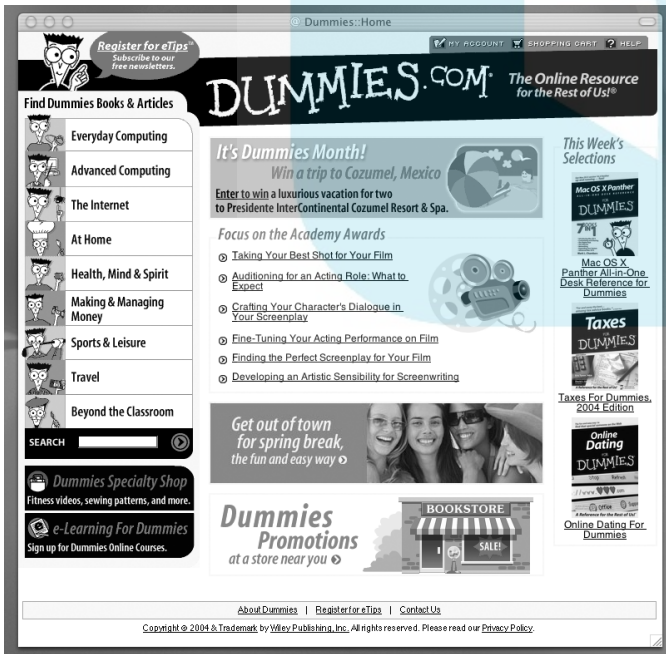 Dummies::Home
Register for eTips™
Subscribe to our
free newsletters.
MY ACCOUNT SHOPPING CART ? HELP
DUMMIES.COM®
The Online Resource
for the Rest of Us!®
Find Dummies Books & Articles
Everyday Computing
Advanced Computing
The Internet
At Home
Health, Mind & Spirit
Making & Managing
Money
Sports & Leisure
Travel
Beyond the Classroom
SEARCH
Dummies Specialty Shop
Fitness videos, sewing patterns, and more.
e-Learning For Dummies
Sign up for Dummies Online Courses.
It's Dummies Month!
Win a trip to Cozumel, Mexico
Enter to win a luxurious vacation for two
to Presidente InterContinental Cozumel Resort & Spa.
Focus on the Academy Awards
Taking Your Best Shot for Your Film
Auditioning for an Acting Role: What to
Expect
Crafting Your Character's Dialogue in
Your Screenplay
Fine-Tuning Your Acting Performance on Film
Finding the Perfect Screenplay for Your Film
Developing an Artistic Sensibility for Screenwriting
Get out of town
for spring break,
the fun and easy way
Dummies
Promotions
at a store near you
BOOKSTORE
SALE!
This Week's
Selections
Mac OS X Panther
DUMMIES
7 in 1
Mac OS X
Panther All-in-One
Desk Reference for
Dummies
Taxes
DUMMIES
Taxes For Dummies,
2004 Edition
Online
Dating
DUMMIES
Online Dating For
Dummies
About Dummies | Register for eTips | Contact Us
Copyright © 2004 & Trademark by Wiley Publishing, Inc. All rights reserved. Please read our Privacy Policy.